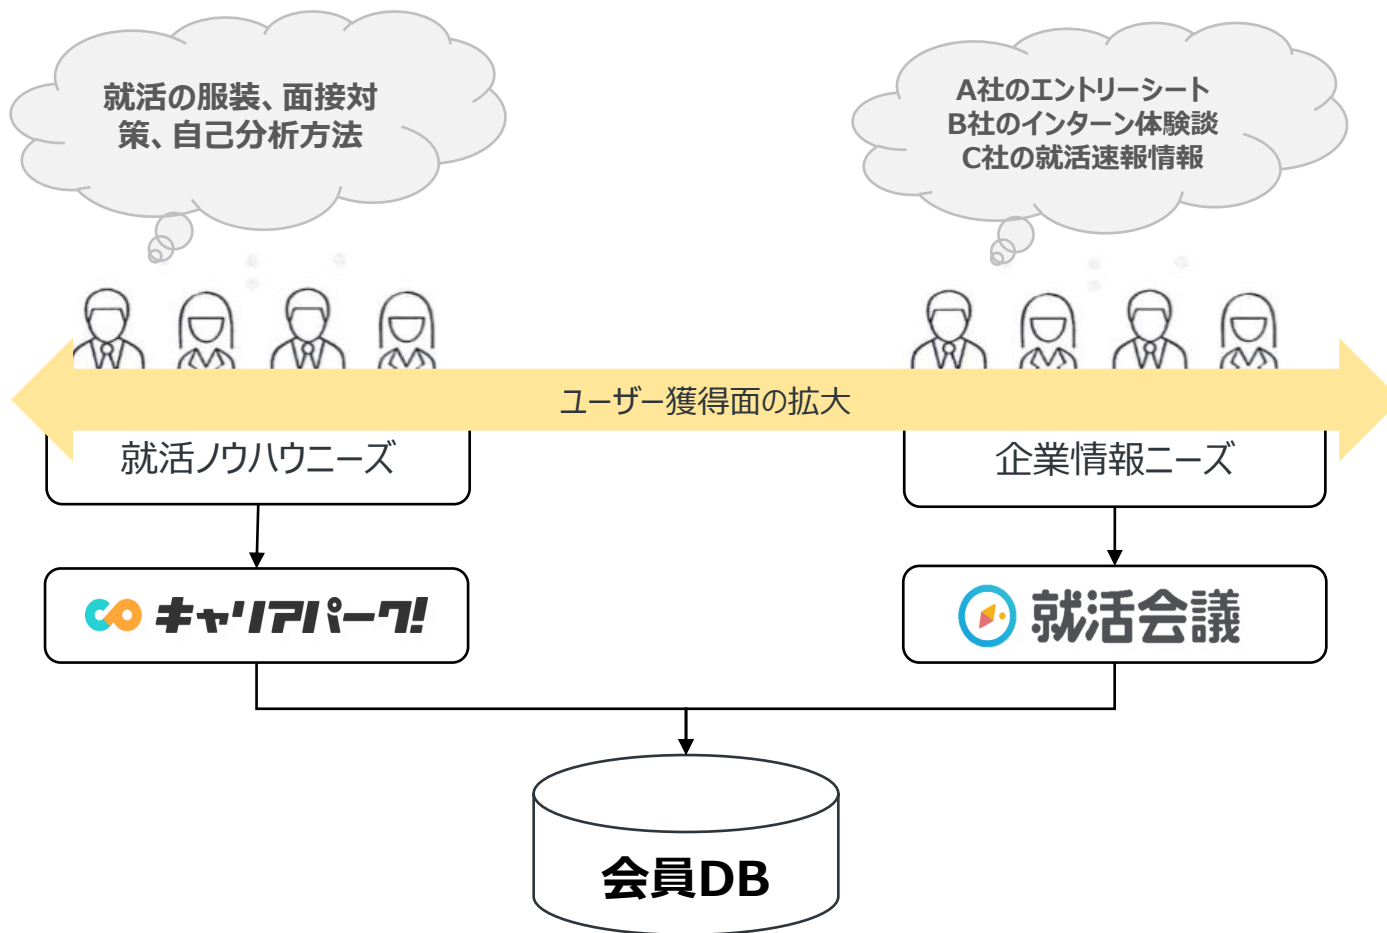 就活の服装、面接対
策、自己分析方法
A社のエントリーシート
B社のインターン体験談
C社の就活速報情報
ユーザー獲得面の拡大
就活ノウハウニーズ
企業情報ニーズ
キャリアパーク!
就活会議
会員DB